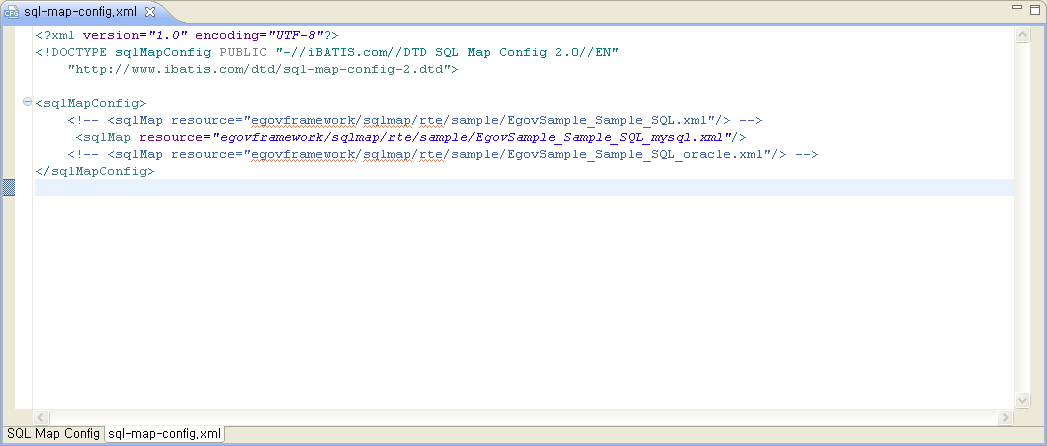 sql-map-config.xml
<?xml version="1.0" encoding="UTF-8"?>
<!DOCTYPE sqlMapConfig PUBLIC "-//iBATIS.com//DTD SQL Map Config 2.0//EN"
"http://www.ibatis.com/dtd/sql-map-config-2.dtd">
<sqlMapConfig>
<!-- <sqlMap resource="egovframework/sqlmap/rte/sample/EgovSample_Sample_SQL.xml"/> -->
<sqlMap resource="egovframework/sqlmap/rte/sample/EgovSample_Sample_SQL_mysql.xml"/>
<!-- <sqlMap resource="egovframework/sqlmap/rte/sample/EgovSample_Sample_SQL_oracle.xml"/> -->
</sqlMapConfig>
SQL Map Config sql-map-config.xml